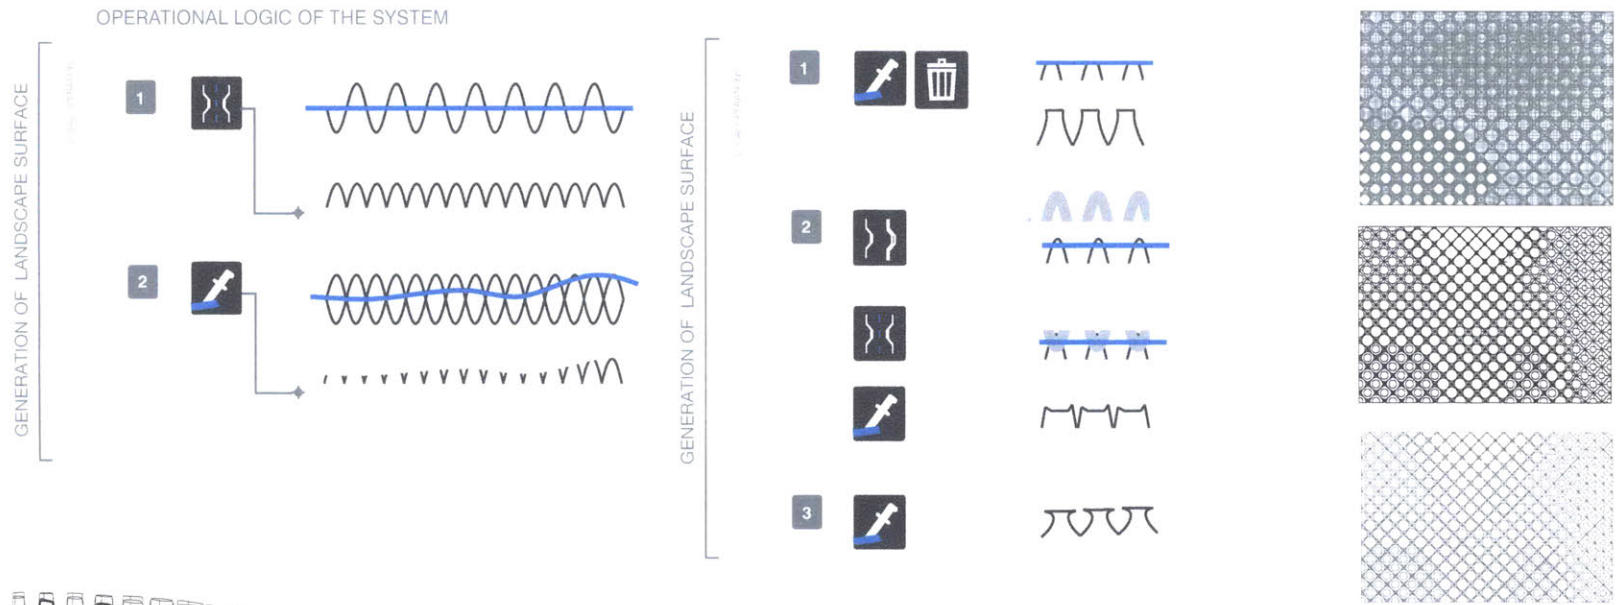 OPERATIONAL LOGIC OF THE SYSTEM
GENERATION OF LANDSCAPE SURFACE
1
2
GENERATION OF LANDSCAPE SURFACE
1
2
3